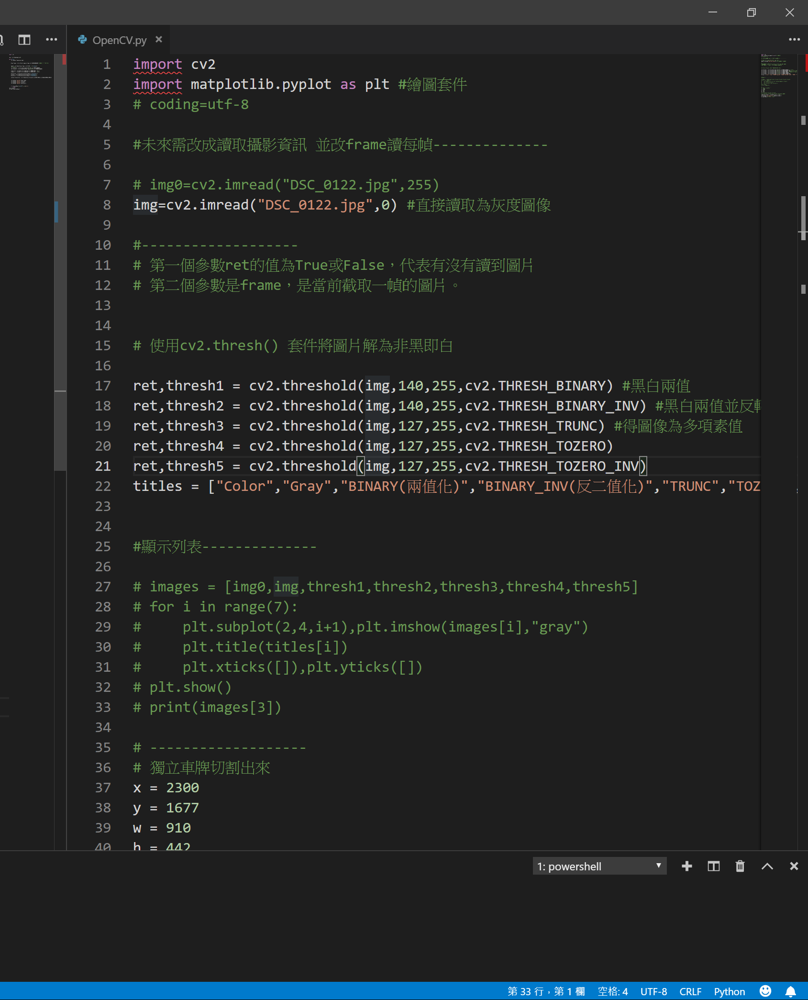 OpenCV.py
1 import cv2
2 import matplotlib.pyplot as plt #繪圖套件
3 # coding=utf-8
4
5 #未來需改成讀取攝影資訊 並改frame讀每幀--------------
6
7 # img0=cv2.imread("DSC_0122.jpg",255)
8 img=cv2.imread("DSC_0122.jpg",0) #直接讀取為灰度圖像
9
10 #-------------------
11 # 第一個參數ret的值為True或False，代表有沒有讀到圖片
12 # 第二個參數是frame，是當前截取一幀的圖片。
13
14
15 # 使用cv2.thresh() 套件將圖片解為非黑即白
16
17 ret,thresh1 = cv2.threshold(img,140,255,cv2.THRESH_BINARY) #黑白兩值
18 ret,thresh2 = cv2.threshold(img,140,255,cv2.THRESH_BINARY_INV) #黑白兩值並反
19 ret,thresh3 = cv2.threshold(img,127,255,cv2.THRESH_TRUNC) #得圖像為多項素值
20 ret,thresh4 = cv2.threshold(img,127,255,cv2.THRESH_TOZERO)
21 ret,thresh5 = cv2.threshold(img,127,255,cv2.THRESH_TOZERO_INV)
22 titles = ["Color","Gray","BINARY(兩值化)","BINARY_INV(反二值化)","TRUNC","TOZ
23
24
25 #顯示列表--------------
26
27 # images = [img0,img,thresh1,thresh2,thresh3,thresh4,thresh5]
28 # for i in range(7):
29 #     plt.subplot(2,4,i+1),plt.imshow(images[i],"gray")
30 #     plt.title(titles[i])
31 #     plt.xticks([]),plt.yticks([])
32 # plt.show()
33 # print(images[3])
34
35 # -------------------
36 # 獨立車牌切割出來
37 x = 2300
38 y = 1677
39 w = 910
40 h = 442
1: powershell
第 33 行，第 1 欄 空格: 4 UTF-8 CRLF Python